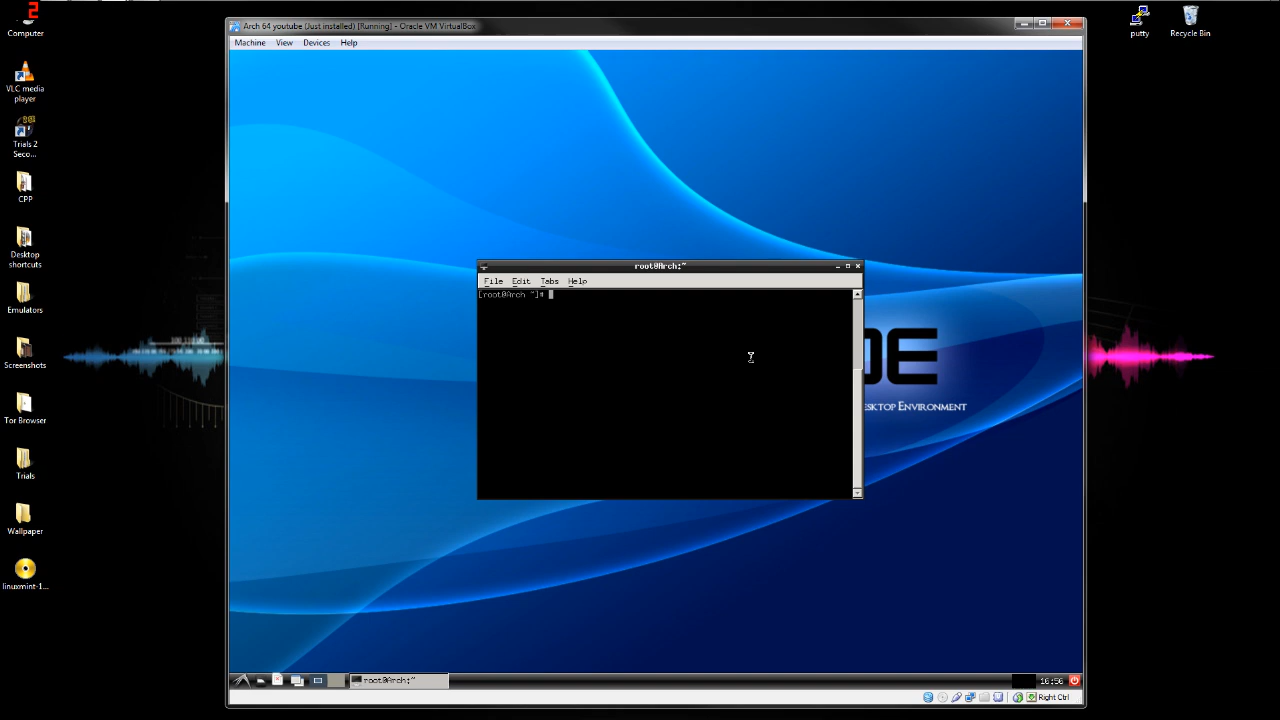 2
Computer
VLC media
player
Trials 2
Seco...
CPP
Desktop
shortcuts
Emulators
Screenshots
Tor Browser
Trials
Wallpaper
linuxmint-1...
Arch 64 youtube (Just installed) [Running] - Oracle VM VirtualBox
Machine View Devices Help
root@Arch:~
File Edit Tabs Help
[root@Arch ~]#
DE
ESKTOP ENVIRONMENT
root@Arch:~
16:56
Right Ctrl
putty
Recycle Bin